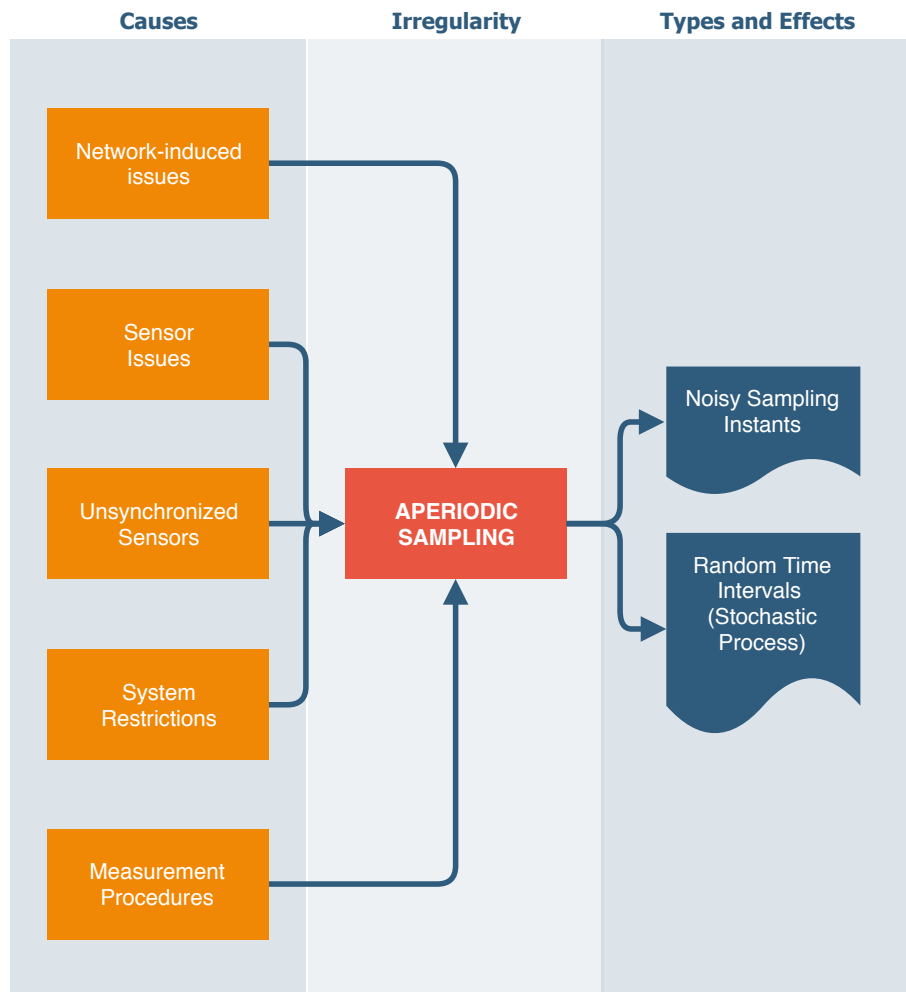 Causes
Irregularity
Types and Effects
Network-induced
issues
Sensor
Issues
Unsynchronized
Sensors
System
Restrictions
Measurement
Procedures
APERIODIC
SAMPLING
Noisy Sampling
Instants
Random Time
Intervals
(Stochastic
Process)